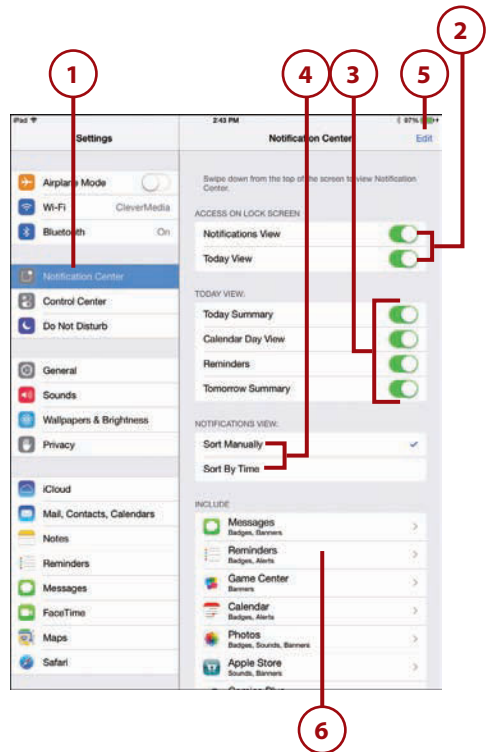 2
1
4
3
5
iPad
2:43 PM
97%
Settings
Notification Center
Edit
Airplane Mode
Wi-Fi
CleverMedia
Bluetooth
On
Notification Center
Control Center
Do Not Disturb
General
Sounds
Wallpapers & Brightness
Privacy
iCloud
Mail, Contacts, Calendars
Notes
Reminders
Messages
FaceTime
Maps
Safari
Swipe down from the top of the screen to view Notification
Center.
ACCESS ON LOCK SCREEN
Notifications View
Today View
TODAY VIEW:
Today Summary
Calendar Day View
Reminders
Tomorrow Summary
NOTIFICATIONS VIEW:
Sort Manually
Sort By Time
INCLUDE
Messages
Badges, Banners
Reminders
Badges, Alerts
Game Center
Banners
Calendar
Badges, Alerts
Photos
Badges, Sounds, Banners
Apple Store
Sounds, Banners
6